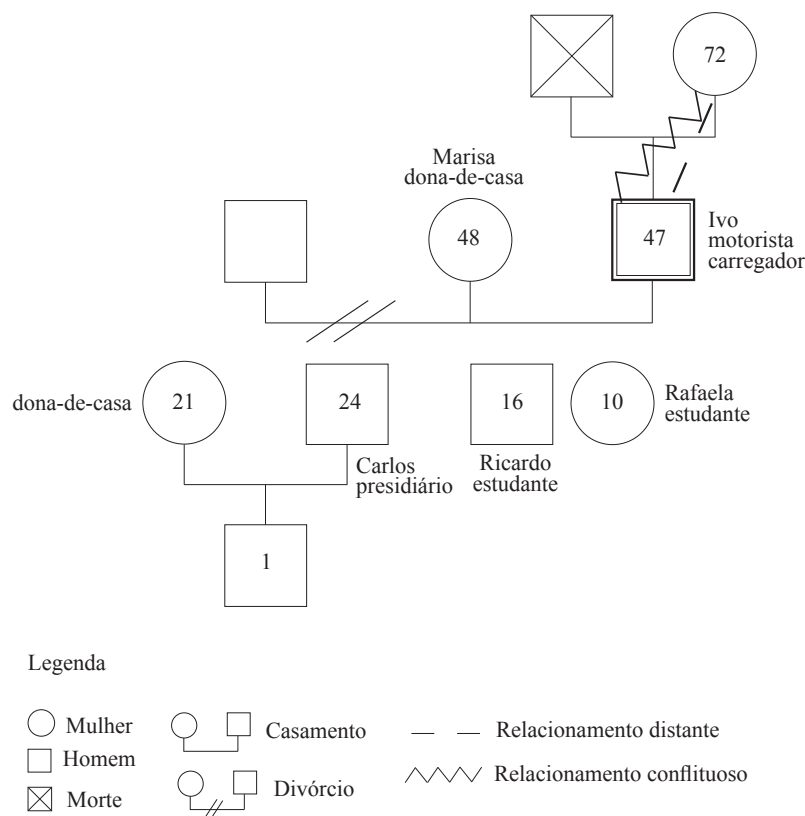 72
Marisa
dona-de-casa
48
47
Ivo
motorista
carregador
dona-de-casa
21
24
16
10
Rafaela
estudante
Carlos
presidiário
Ricardo
estudante
1
Legenda
Mulher
Casamento
Relacionamento distante
Homem
Relacionamento conflituoso
Morte
Divórcio